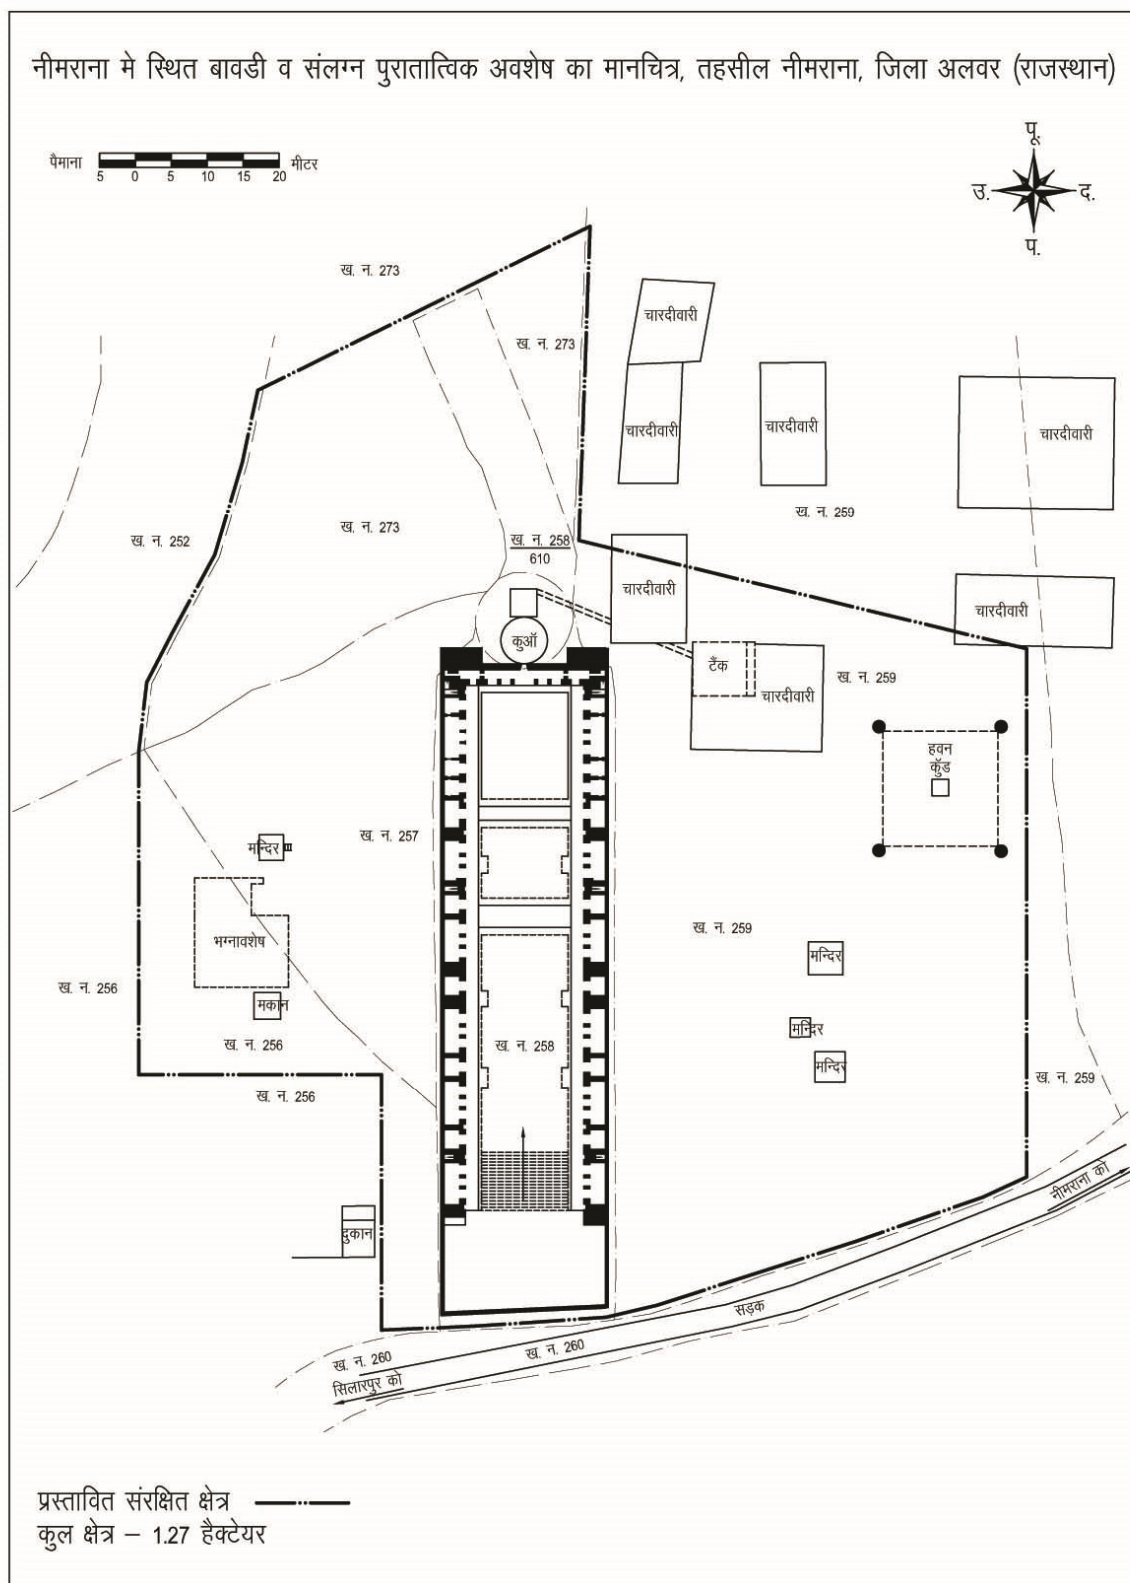 नीमराना मे स्थित बावडी व संलग्न पुरातात्विक अवशेष का मानचित्र, तहसील नीमराना, जिला अलवर (राजस्थान)
पैमाना
मीटर
5 0 5 10 15 20
पू.
उ.
द.
प.
ख. न. 273
ख. न. 273
चारदीवारी
चारदीवारी
चारदीवारी
चारदीवारी
ख. न. 259
ख. न. 273
ख. न. 252
ख. न. 258
610
चारदीवारी
चारदीवारी
कुऑ
टैंक
ख. न. 259
चारदीवारी
हवन
कुँड
ख. न. 257
मन्दिर
ख. न. 259
भग्नावशेष
मन्दिर
ख. न. 256
मकान
मन्दिर
ख. न. 256
ख. न. 258
मन्दिर
ख. न. 259
ख. न. 256
नीमराना को
दुकान
सड़क
ख. न. 260
ख. न. 260
सिलारपुर को
प्रस्तावित संरक्षित क्षेत्र
कुल क्षेत्र – 1.27 हैक्टेयर